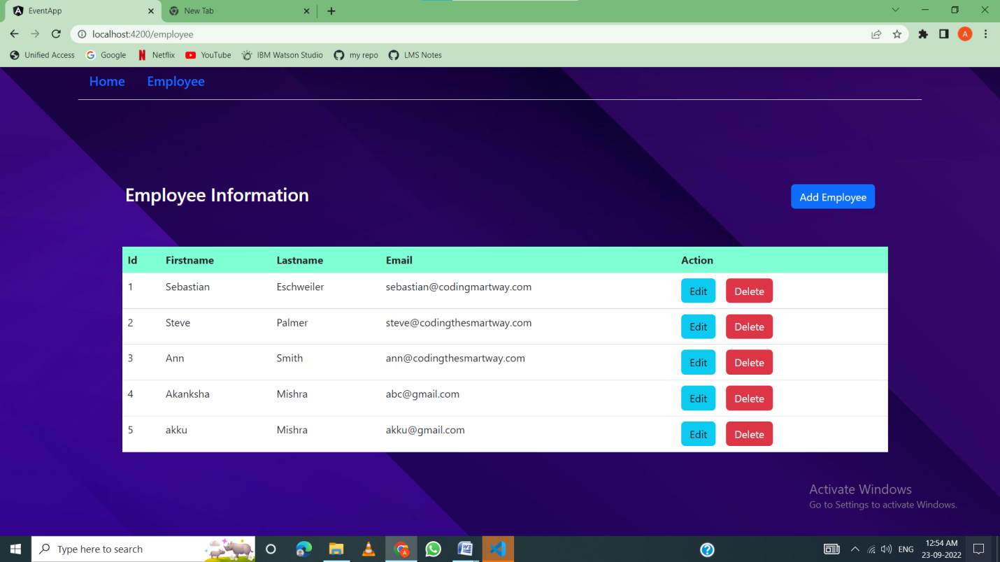 EventApp New Tab
localhost:4200/employee A
Unified Access Google Netflix YouTube IBM Watson Studio my repo LMS Notes
Home Employee
Employee Information Add Employee
Id Firstname Lastname Email Action
1 Sebastian Eschweiler sebastian@codingmartway.com Edit Delete
2 Steve Palmer steve@codingthesmartway.com Edit Delete
3 Ann Smith ann@codingthesmartway.com Edit Delete
4 Akanksha Mishra abc@gmail.com Edit Delete
5 akku Mishra akku@gmail.com Edit Delete
Activate Windows
Go to Settings to activate Windows.
Type here to search ENG 12:54 AM
23-09-2022